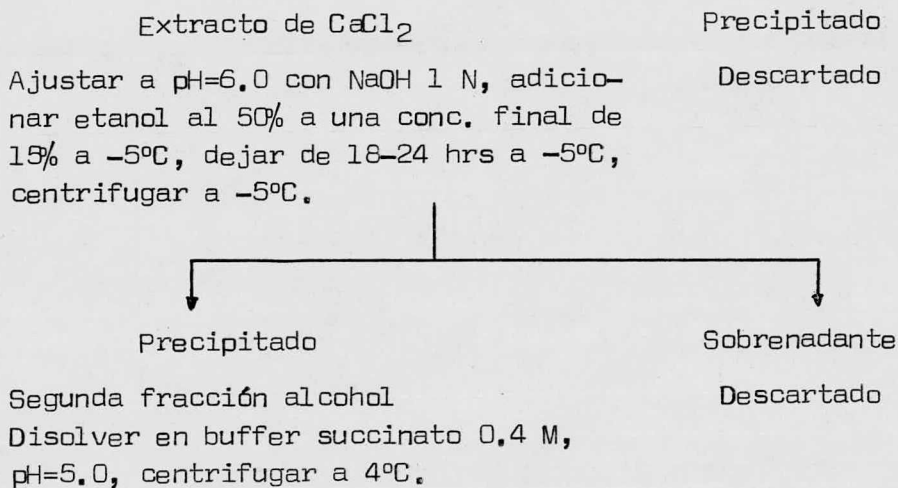 Extracto de CaCl2
Precipitado
Ajustar a pH=6.0 con NaOH 1 N, adicio-
nar etanol al 50% a una conc. final de
15% a -5ºC, dejar de 18-24 hrs a -5ºC,
centrifugar a -5ºC.
Descartado
Precipitado
Sobrenadante
Segunda fracción alcohol
Disolver en buffer succinato 0.4 M,
pH=5.0, centrifugar a 4ºC.
Descartado